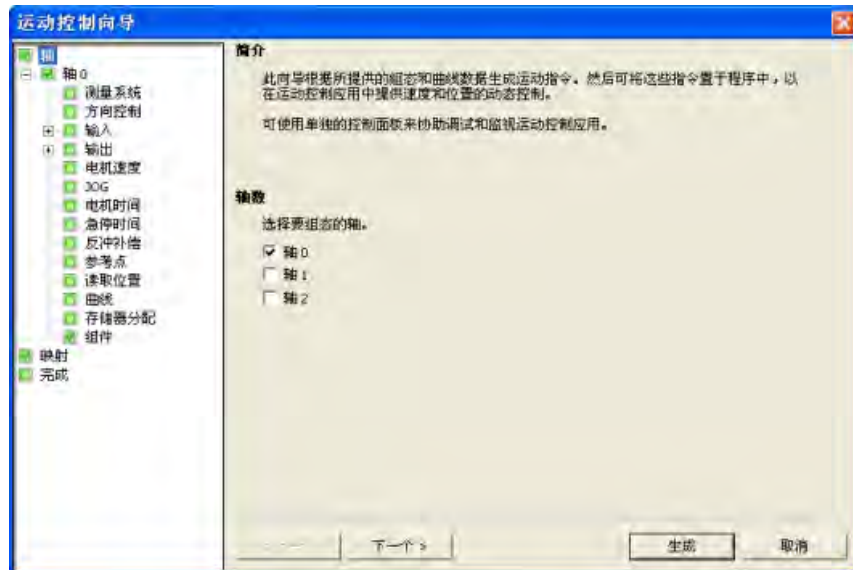 运动控制向导
轴
轴 0
测量系统
方向控制
输入
输出
电机速度
JOG
电机时间
急停时间
反冲补偿
参考点
读取位置
曲线
存储器分配
组件
映射
完成
简介
此向导根据所提供的组态和曲线数据生成运动指令。然后可将这些指令置于程序中,以
在运动控制应用中提供速度和位置的动态控制。
可使用单独的控制面板来协助调试和监视运动控制应用。
轴数
选择要组态的轴。
轴 0
轴 1
轴 2
下一个 >
生成
取消